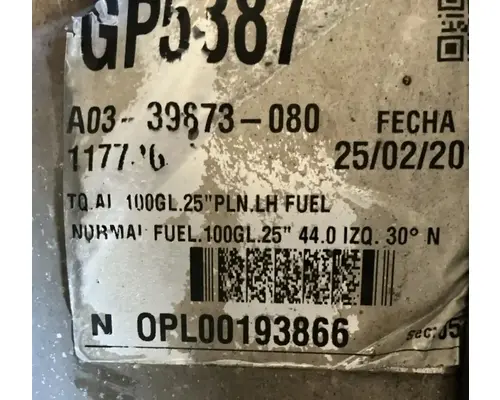 GP5387
A03-39873-080 FECHA
25/02/20
TQ.AL 100GL.25"PLN.LH FUEL
NORMAL FUEL.100GL.25" 44.0 IZQ. 30° N
N OPL00193866